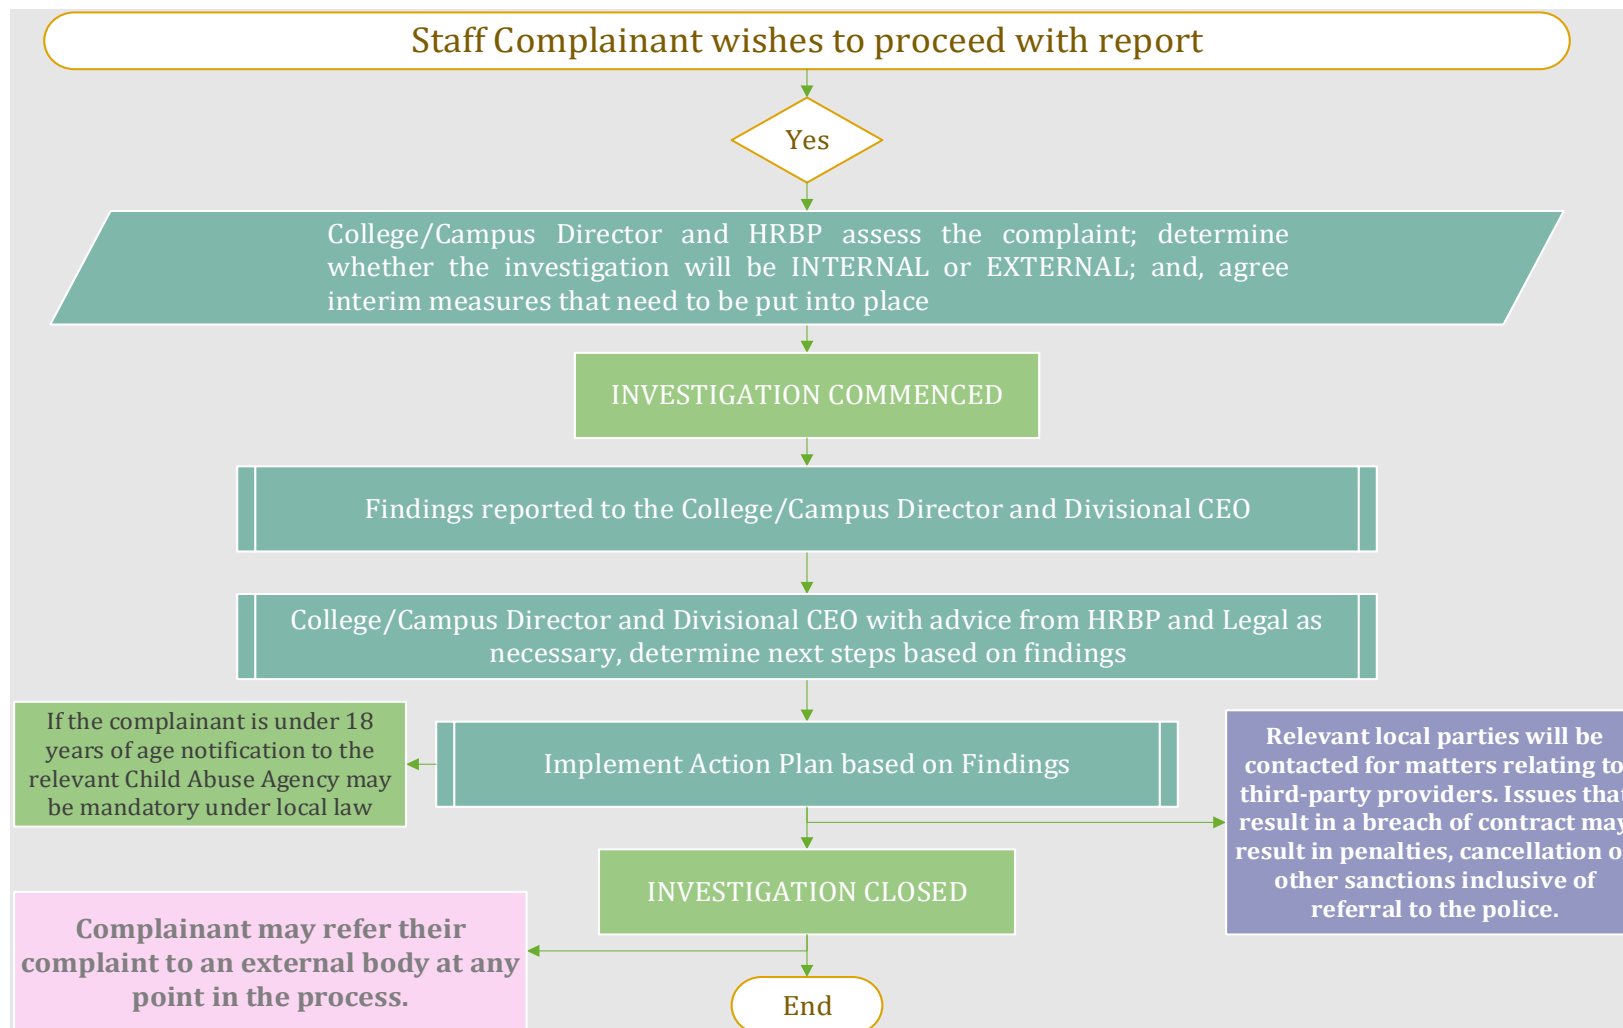 Staff Complainant wishes to proceed with report
Yes
College/Campus Director and HRBP assess the complaint; determine
whether the investigation will be INTERNAL or EXTERNAL; and, agree
interim measures that need to be put into place
INVESTIGATION COMMENCED
Findings reported to the College/Campus Director and Divisional CEO
College/Campus Director and Divisional CEO with advice from HRBP and Legal as
necessary, determine next steps based on findings
If the complainant is under 18
years of age notification to the
relevant Child Abuse Agency may
be mandatory under local law
Implement Action Plan based on Findings
Relevant local parties will be
contacted for matters relating to
third-party providers. Issues that
result in a breach of contract may
result in penalties, cancellation or
other sanctions inclusive of
referral to the police.
INVESTIGATION CLOSED
Complainant may refer their
complaint to an external body at any
point in the process.
End